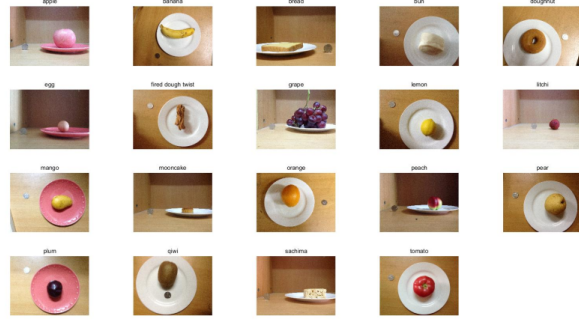 apple
banana
bread
bun
doughnut
egg
fired dough twist
grape
lemon
litchi
mango
mooncake
orange
peach
pear
plum
qiwi
sachima
tomato